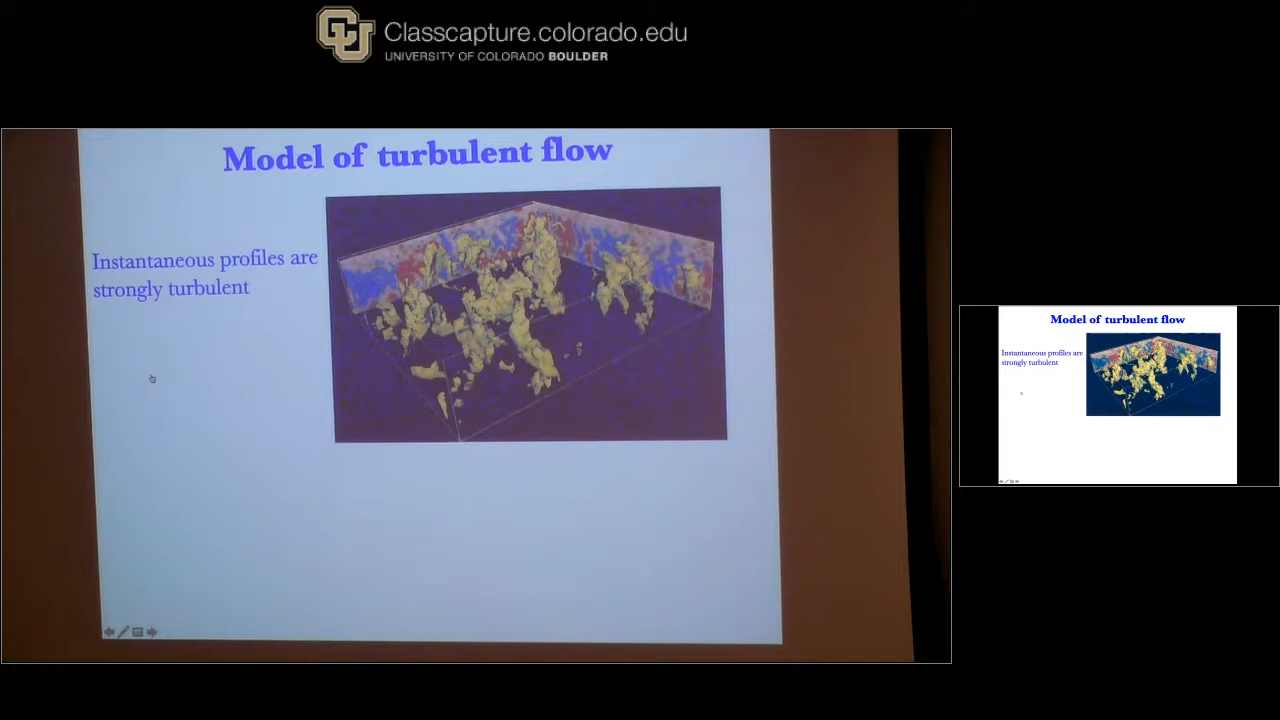 Classcapture.colorado.edu
UNIVERSITY OF COLORADO BOULDER
Model of turbulent flow
Instantaneous profiles are
strongly turbulent
Model of turbulent flow
Instantaneous profiles are
strongly turbulent